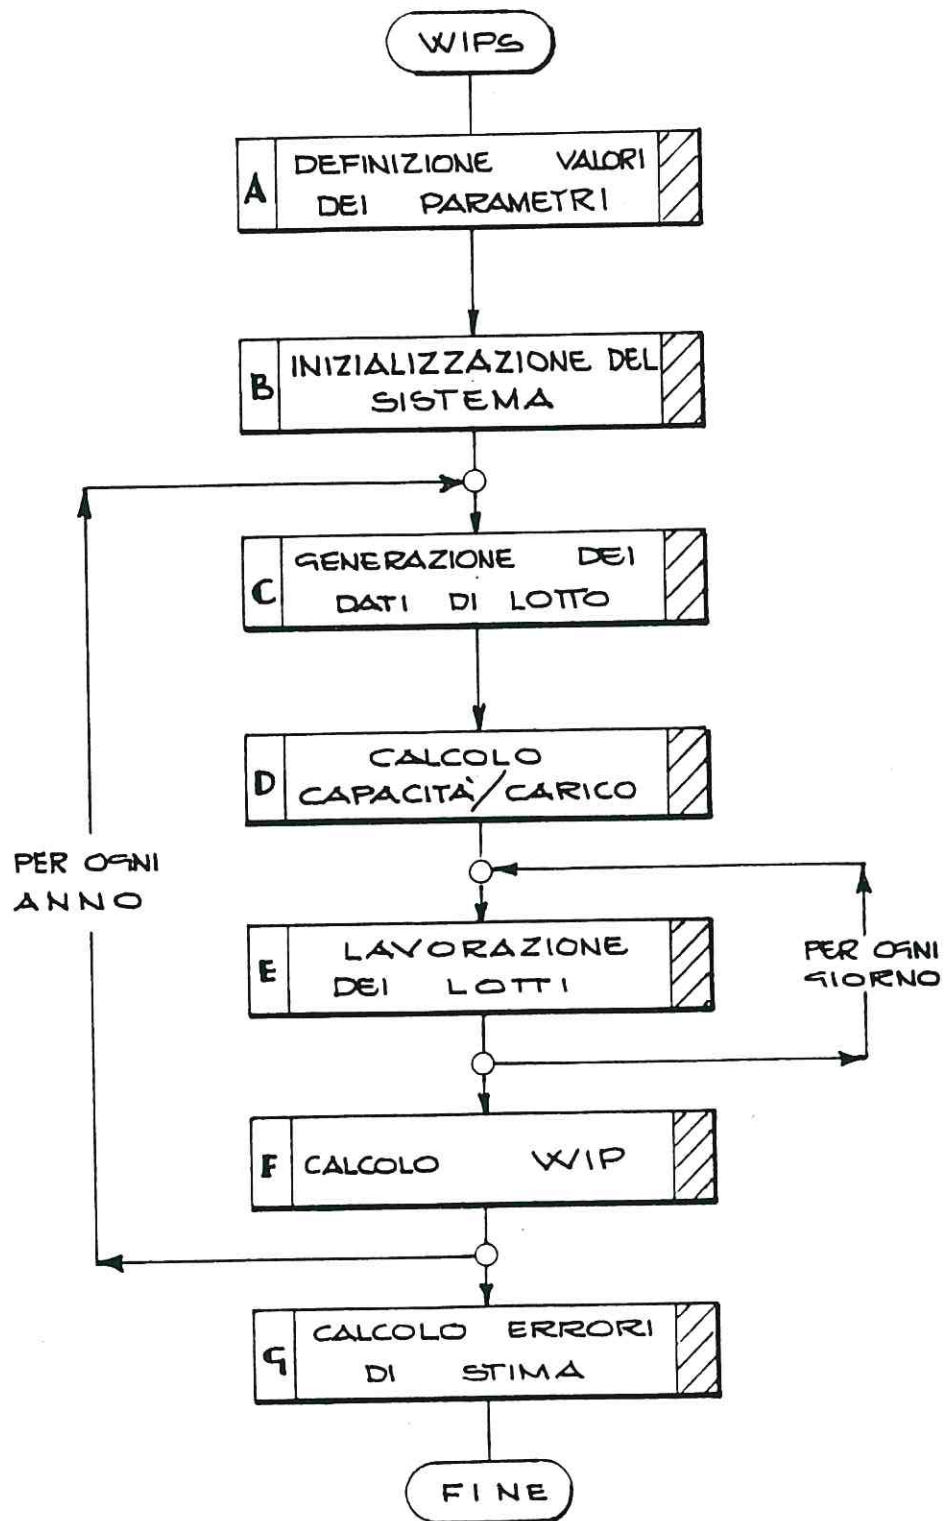 WIPS
A
DEFINIZIONE VALORI
DEI PARAMETRI
B
INIZIALIZZAZIONE DEL
SISTEMA
C
GENERAZIONE DEI
DATI DI LOTTO
D
CALCOLO
CAPACITÀ/CARICO
PER OGNI
ANNO
E
LAVORAZIONE
DEI LOTTI
PER OGNI
GIORNO
F
CALCOLO WIP
G
CALCOLO ERRORI
DI STIMA
FINE